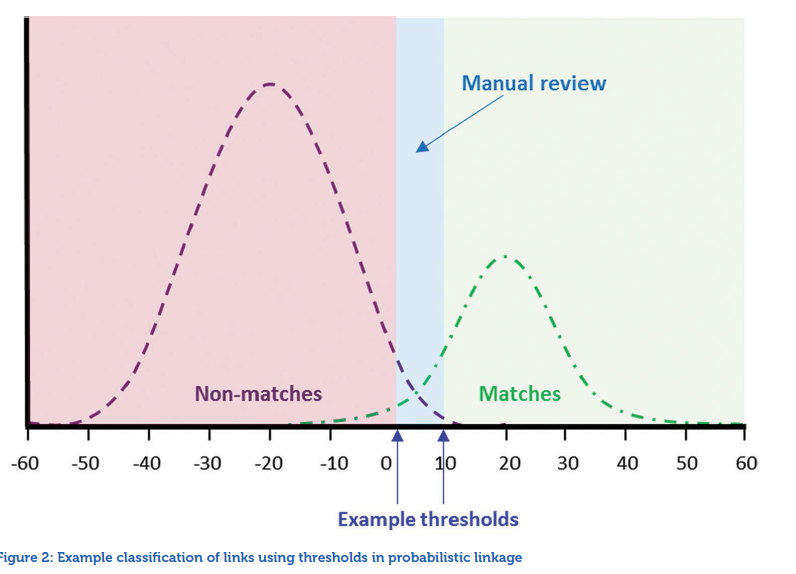 Manual review
Non-matches
Matches
-60 -50 -40 -30 -20 -10 0 10 20 30 40 50 60
Example thresholds
Figure 2: Example classification of links using thresholds in probabilistic linkage